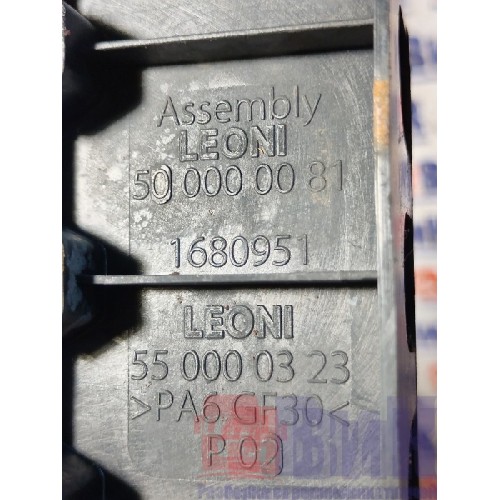 Assembly
LEONI
50 000 00 81
1680951
LEONI
55 000 03 23
>PA6 GF30<
P 02